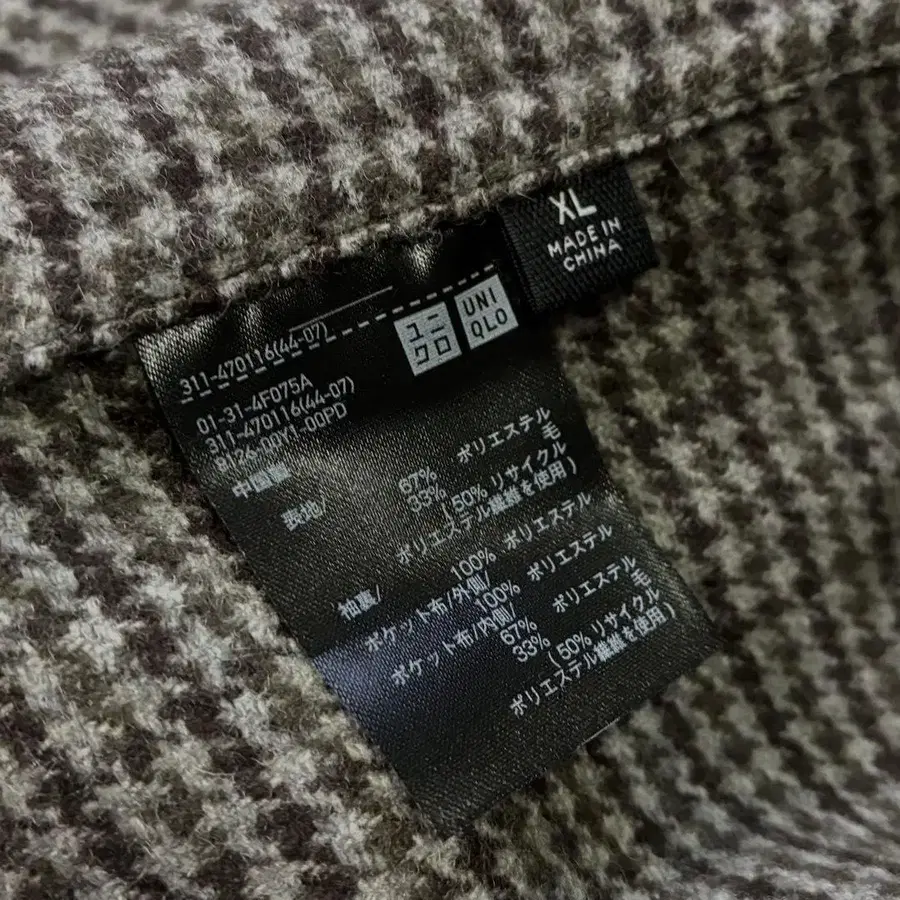 XL
MADE IN
CHINA
ユニ
クロ
UNI
QLO
311-470116(44-07)
01-31-4F075A
311-470116(44-07)
8126-00Y1-00PD
中国製
表地/
67% ポリエステル
33% 毛
(50% リサイクル
ポリエステル繊維を使用)
袖裏/
100% ポリエステル
ポケット布/外側/
100% ポリエステル
ポケット布/内側/
67% ポリエステル
33% 毛
(50% リサイクル
ポリエステル繊維を使用)